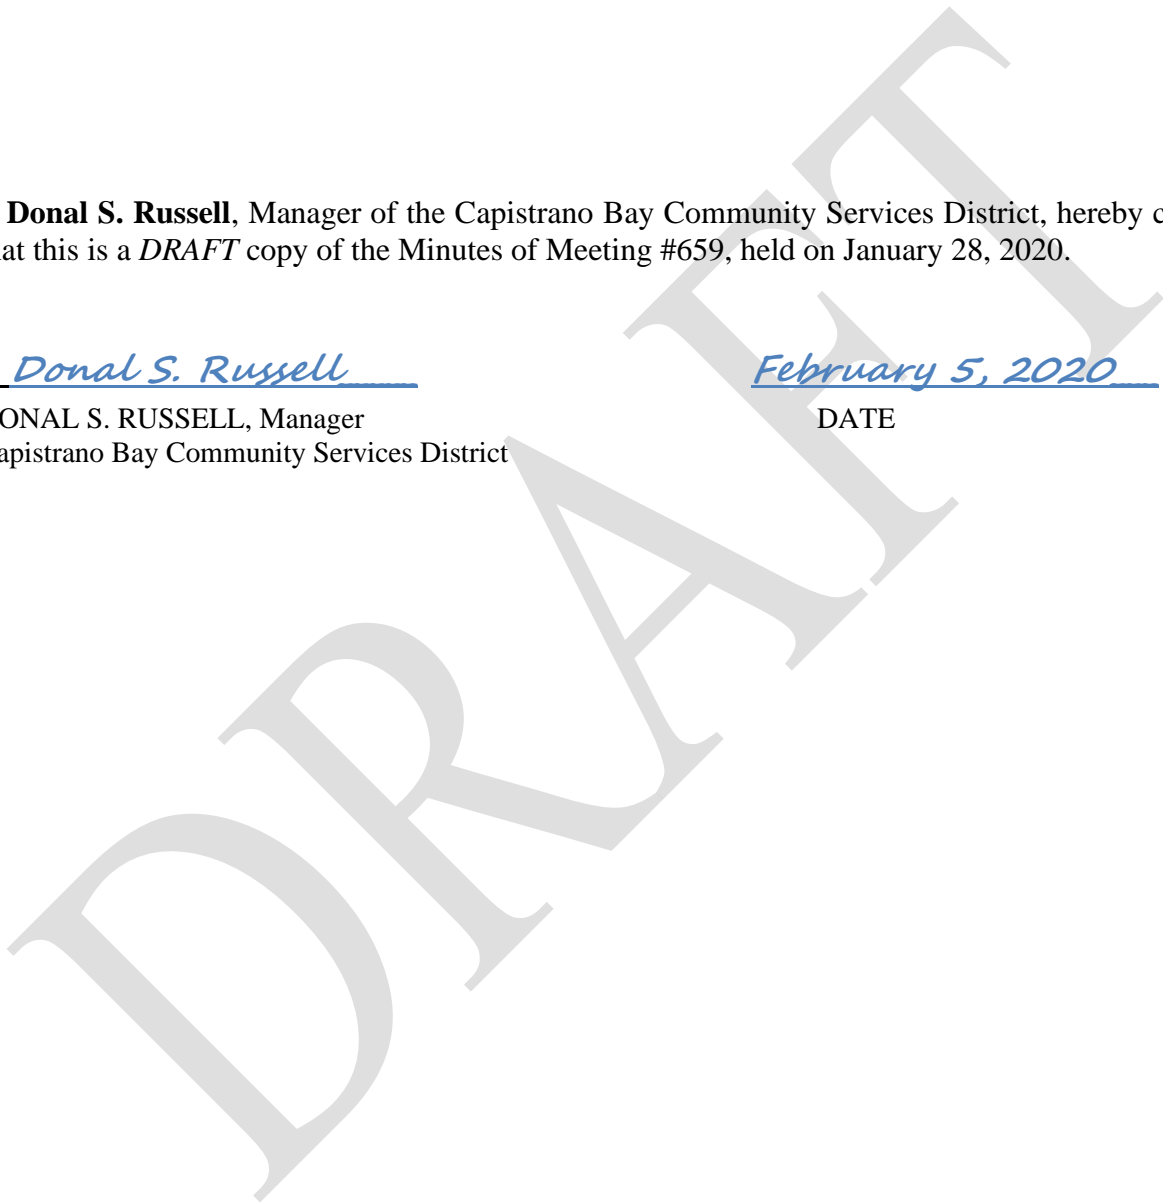 Donal S. Russell, Manager of the Capistrano Bay Community Services District, hereby c
at this is a DRAFT copy of the Minutes of Meeting #659, held on January 28, 2020.
Donal S. Russell February 5, 2020
ONAL S. RUSSELL, Manager DATE
apistrano Bay Community Services District
DRAFT